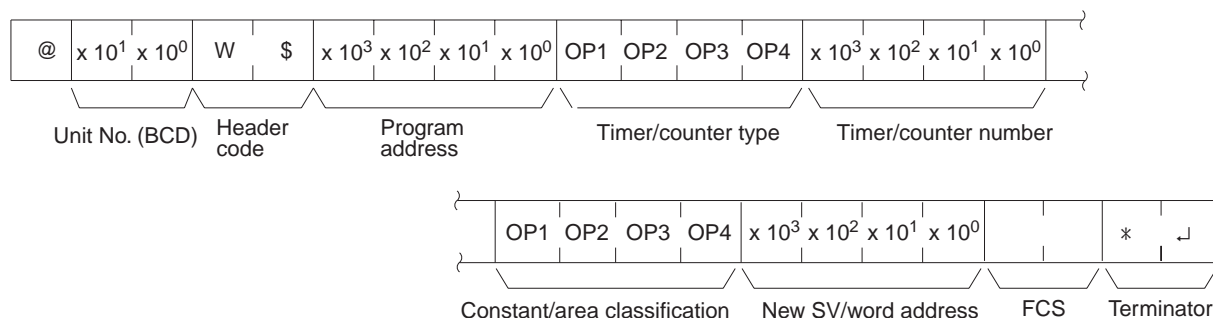 @ x 10¹ x 10⁰ W $ x 10³ x 10² x 10¹ x 10⁰ OP1 OP2 OP3 OP4 x 10³ x 10² x 10¹ x 10⁰
Unit No. (BCD) Header code Program address Timer/counter type Timer/counter number
OP1 OP2 OP3 OP4 x 10³ x 10² x 10¹ x 10⁰ * ↵
Constant/area classification New SV/word address FCS Terminator